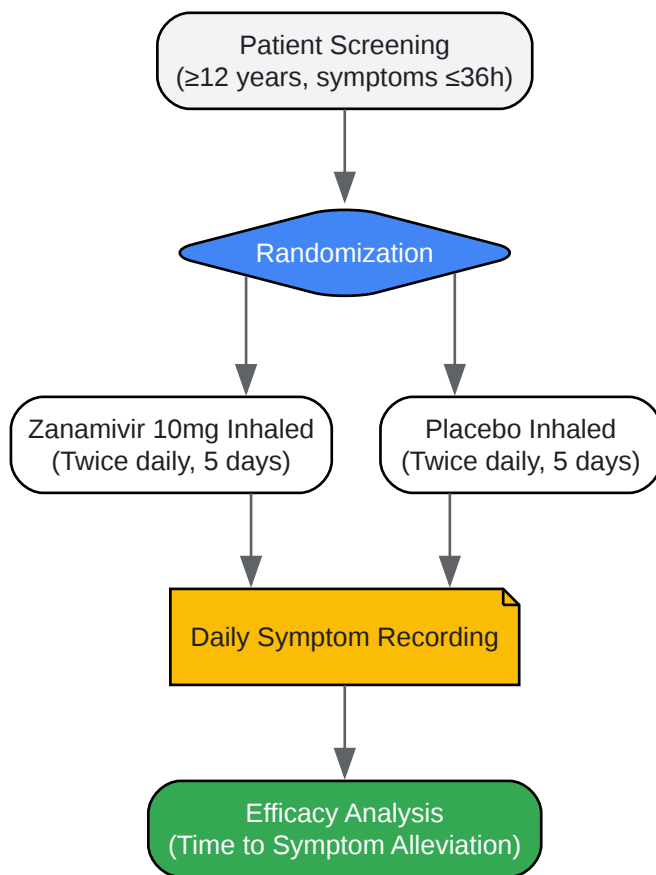 Patient Screening
(≥12 years, symptoms ≤36h)
Randomization
Zanamivir 10mg Inhaled
(Twice daily, 5 days)
Placebo Inhaled
(Twice daily, 5 days)
Daily Symptom Recording
Efficacy Analysis
(Time to Symptom Alleviation)